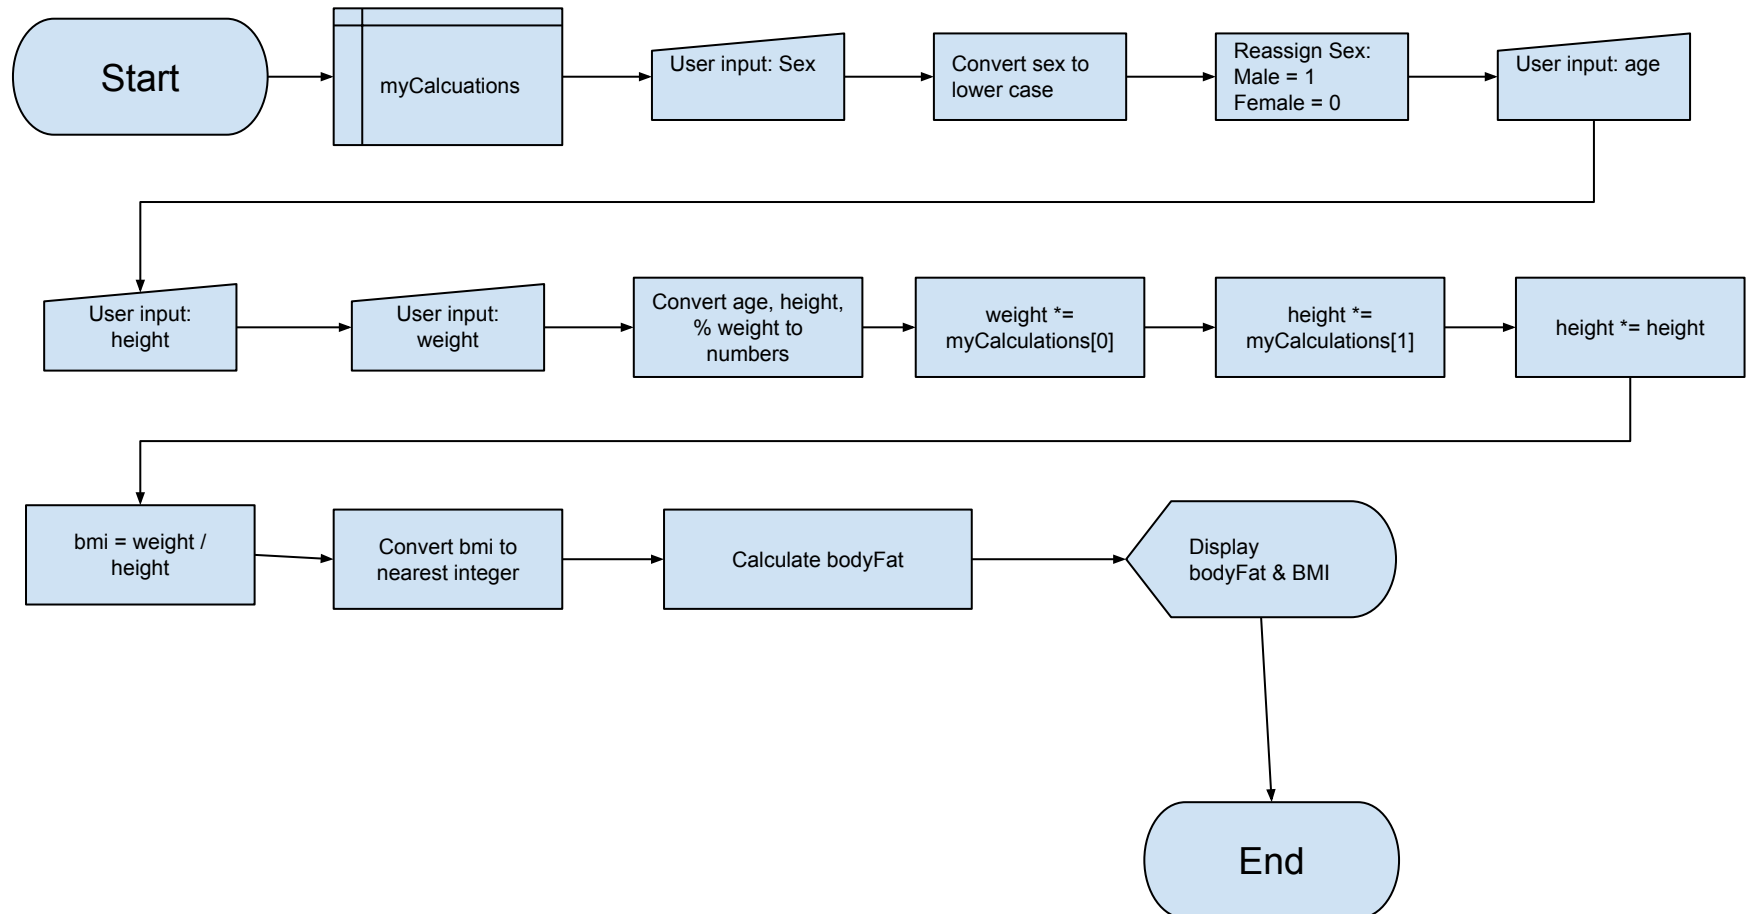 Start
myCalcuations
User input: Sex
Convert sex to
lower case
Reassign Sex:
Male = 1
Female = 0
User input: age
User input:
height
User input:
weight
Convert age, height,
% weight to
numbers
weight *=
myCalculations[0]
height *=
myCalculations[1]
height *= height
bmi = weight /
height
Convert bmi to
nearest integer
Calculate bodyFat
Display
bodyFat & BMI
End